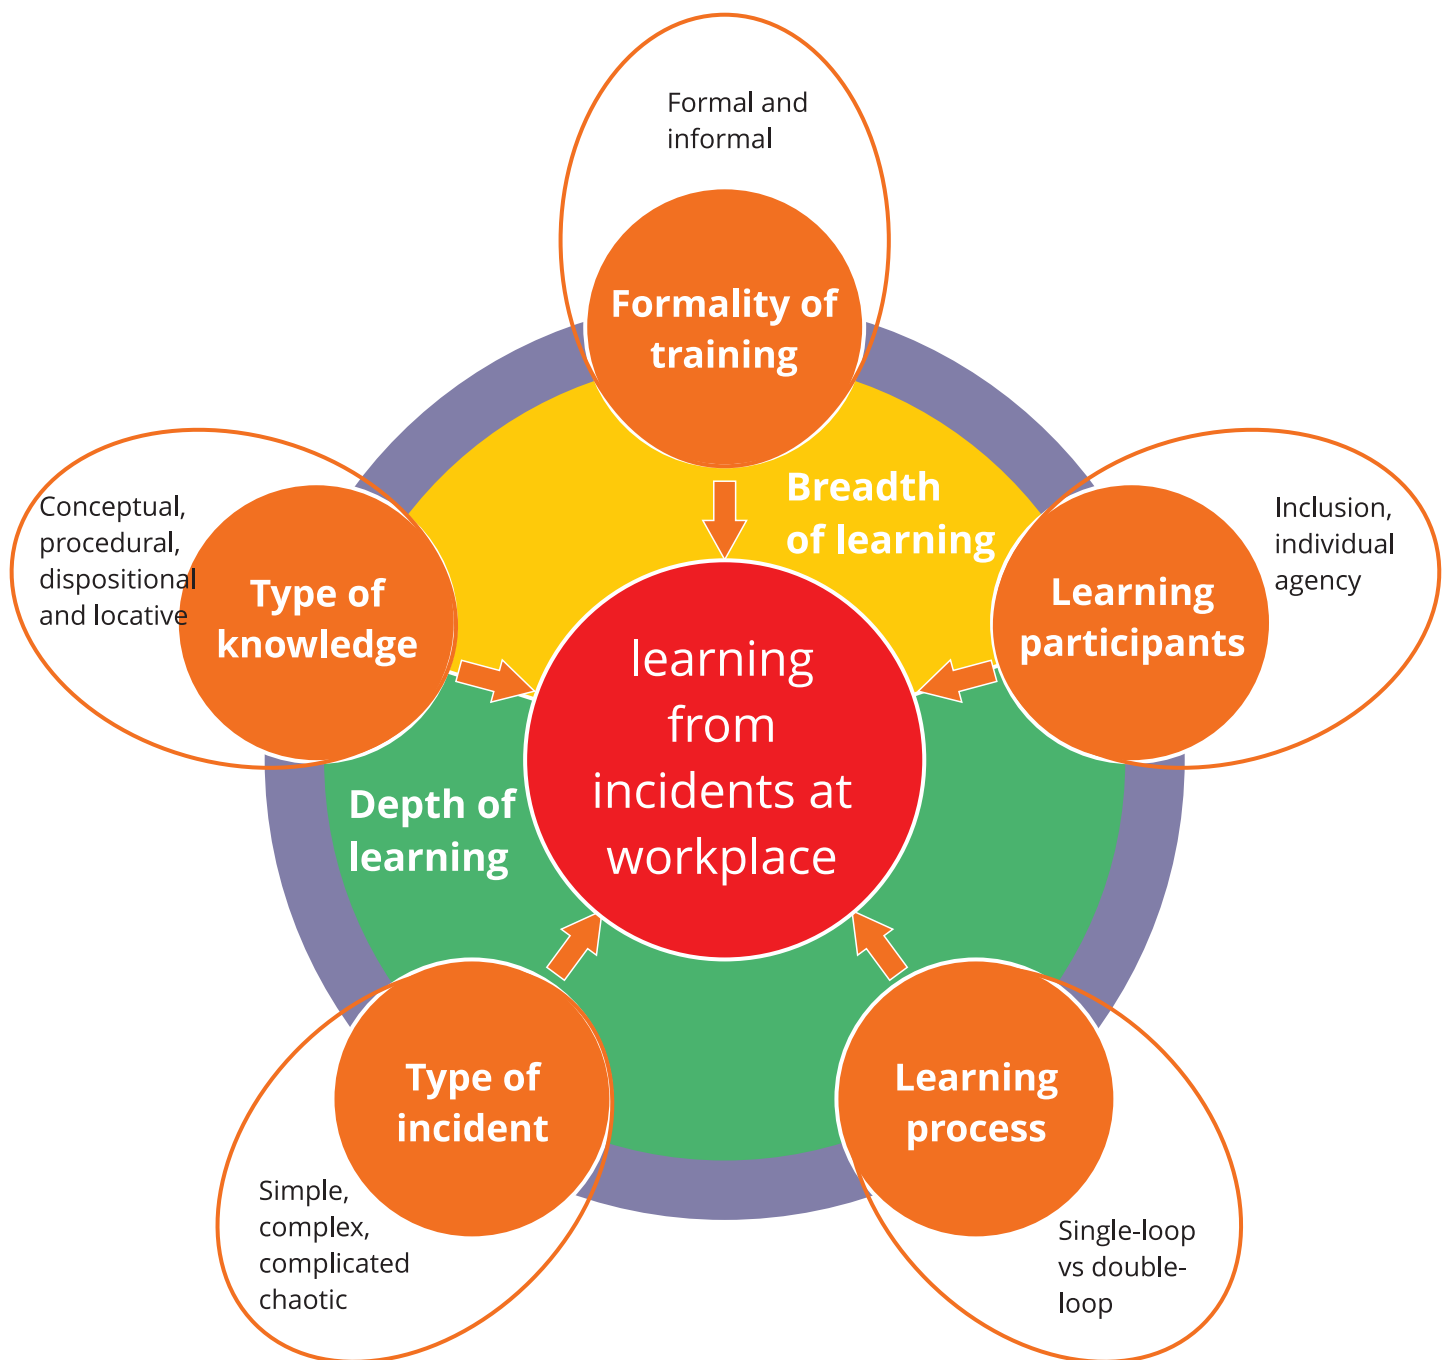 Formal and
informal
Formality of
training
Breadth
of learning
Conceptual,
procedural,
dispositional
and locative
Type of
knowledge
Inclusion,
individual
agency
Learning
participants
learning
from
incidents at
workplace
Depth of
learning
Type of
incident
Simple,
complex,
complicated
chaotic
Learning
process
Single-loop
vs double-
loop